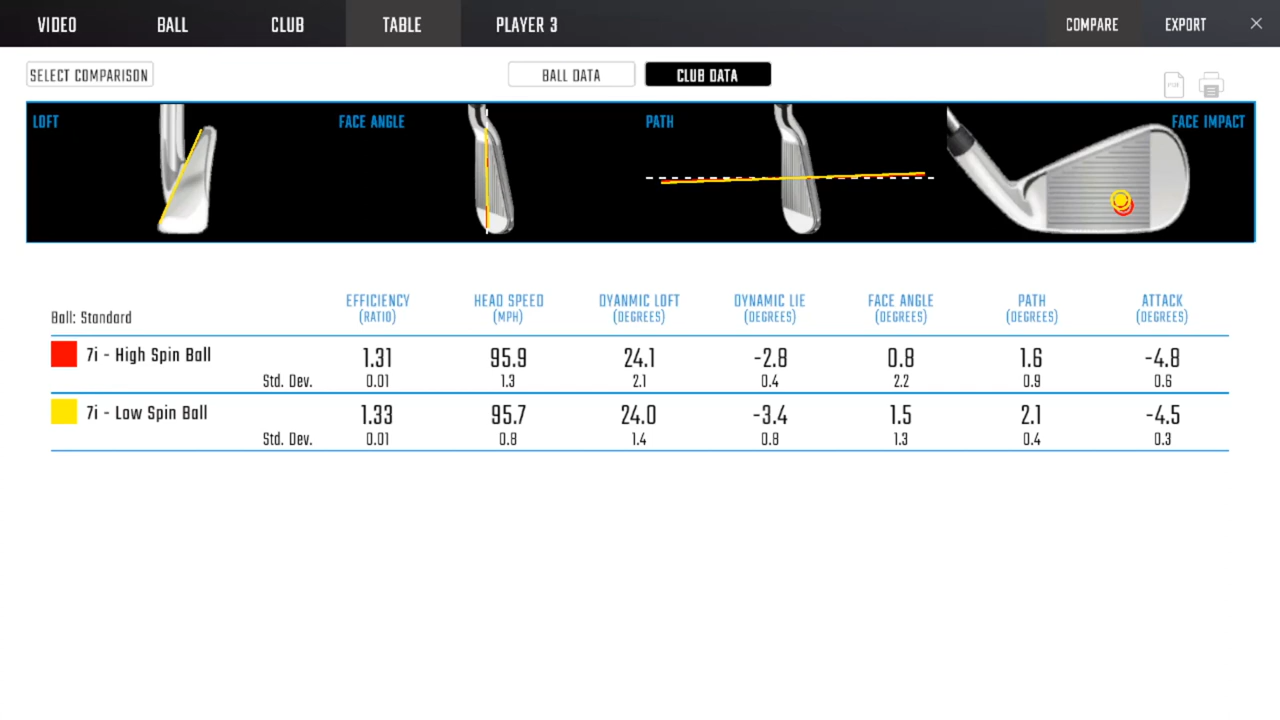 VIDEO BALL CLUB TABLE PLAYER 3 COMPARE EXPORT ×
SELECT COMPARISON BALL DATA CLUB DATA
LOFT FACE ANGLE PATH FACE IMPACT
EFFICIENCY HEAD SPEED DYANMIC LOFT DYNAMIC LIE FACE ANGLE PATH ATTACK
Ball: Standard (RATIO) (MPH) (DEGREES) (DEGREES) (DEGREES) (DEGREES) (DEGREES)
7i - High Spin Ball 1.31 95.9 24.1 -2.8 0.8 1.6 -4.8
Std. Dev. 0.01 1.3 2.1 0.4 2.2 0.9 0.6
7i - Low Spin Ball 1.33 95.7 24.0 -3.4 1.5 2.1 -4.5
Std. Dev. 0.01 0.8 1.4 0.8 1.3 0.4 0.3